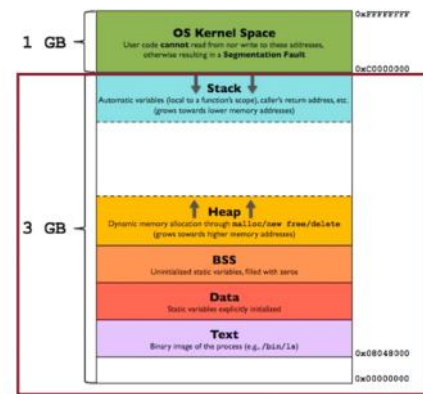 0xFFFFFFFF
1 GB
OS Kernel Space
User code cannot read from nor write to these addresses,
otherwise resulting in a Segmentation Fault
0xC0000000
Stack
Automatic variables (local to a function's scope), caller's return address, etc.
(grows towards lower memory addresses)
3 GB
Heap
Dynamic memory allocation through malloc/new free/delete
(grows towards higher memory addresses)
BSS
Uninitialized static variables, filled with zeros
Data
Static variables explicitly initialized
Text
Binary image of the process (e.g., /bin/ls)
0x08048000
0x00000000